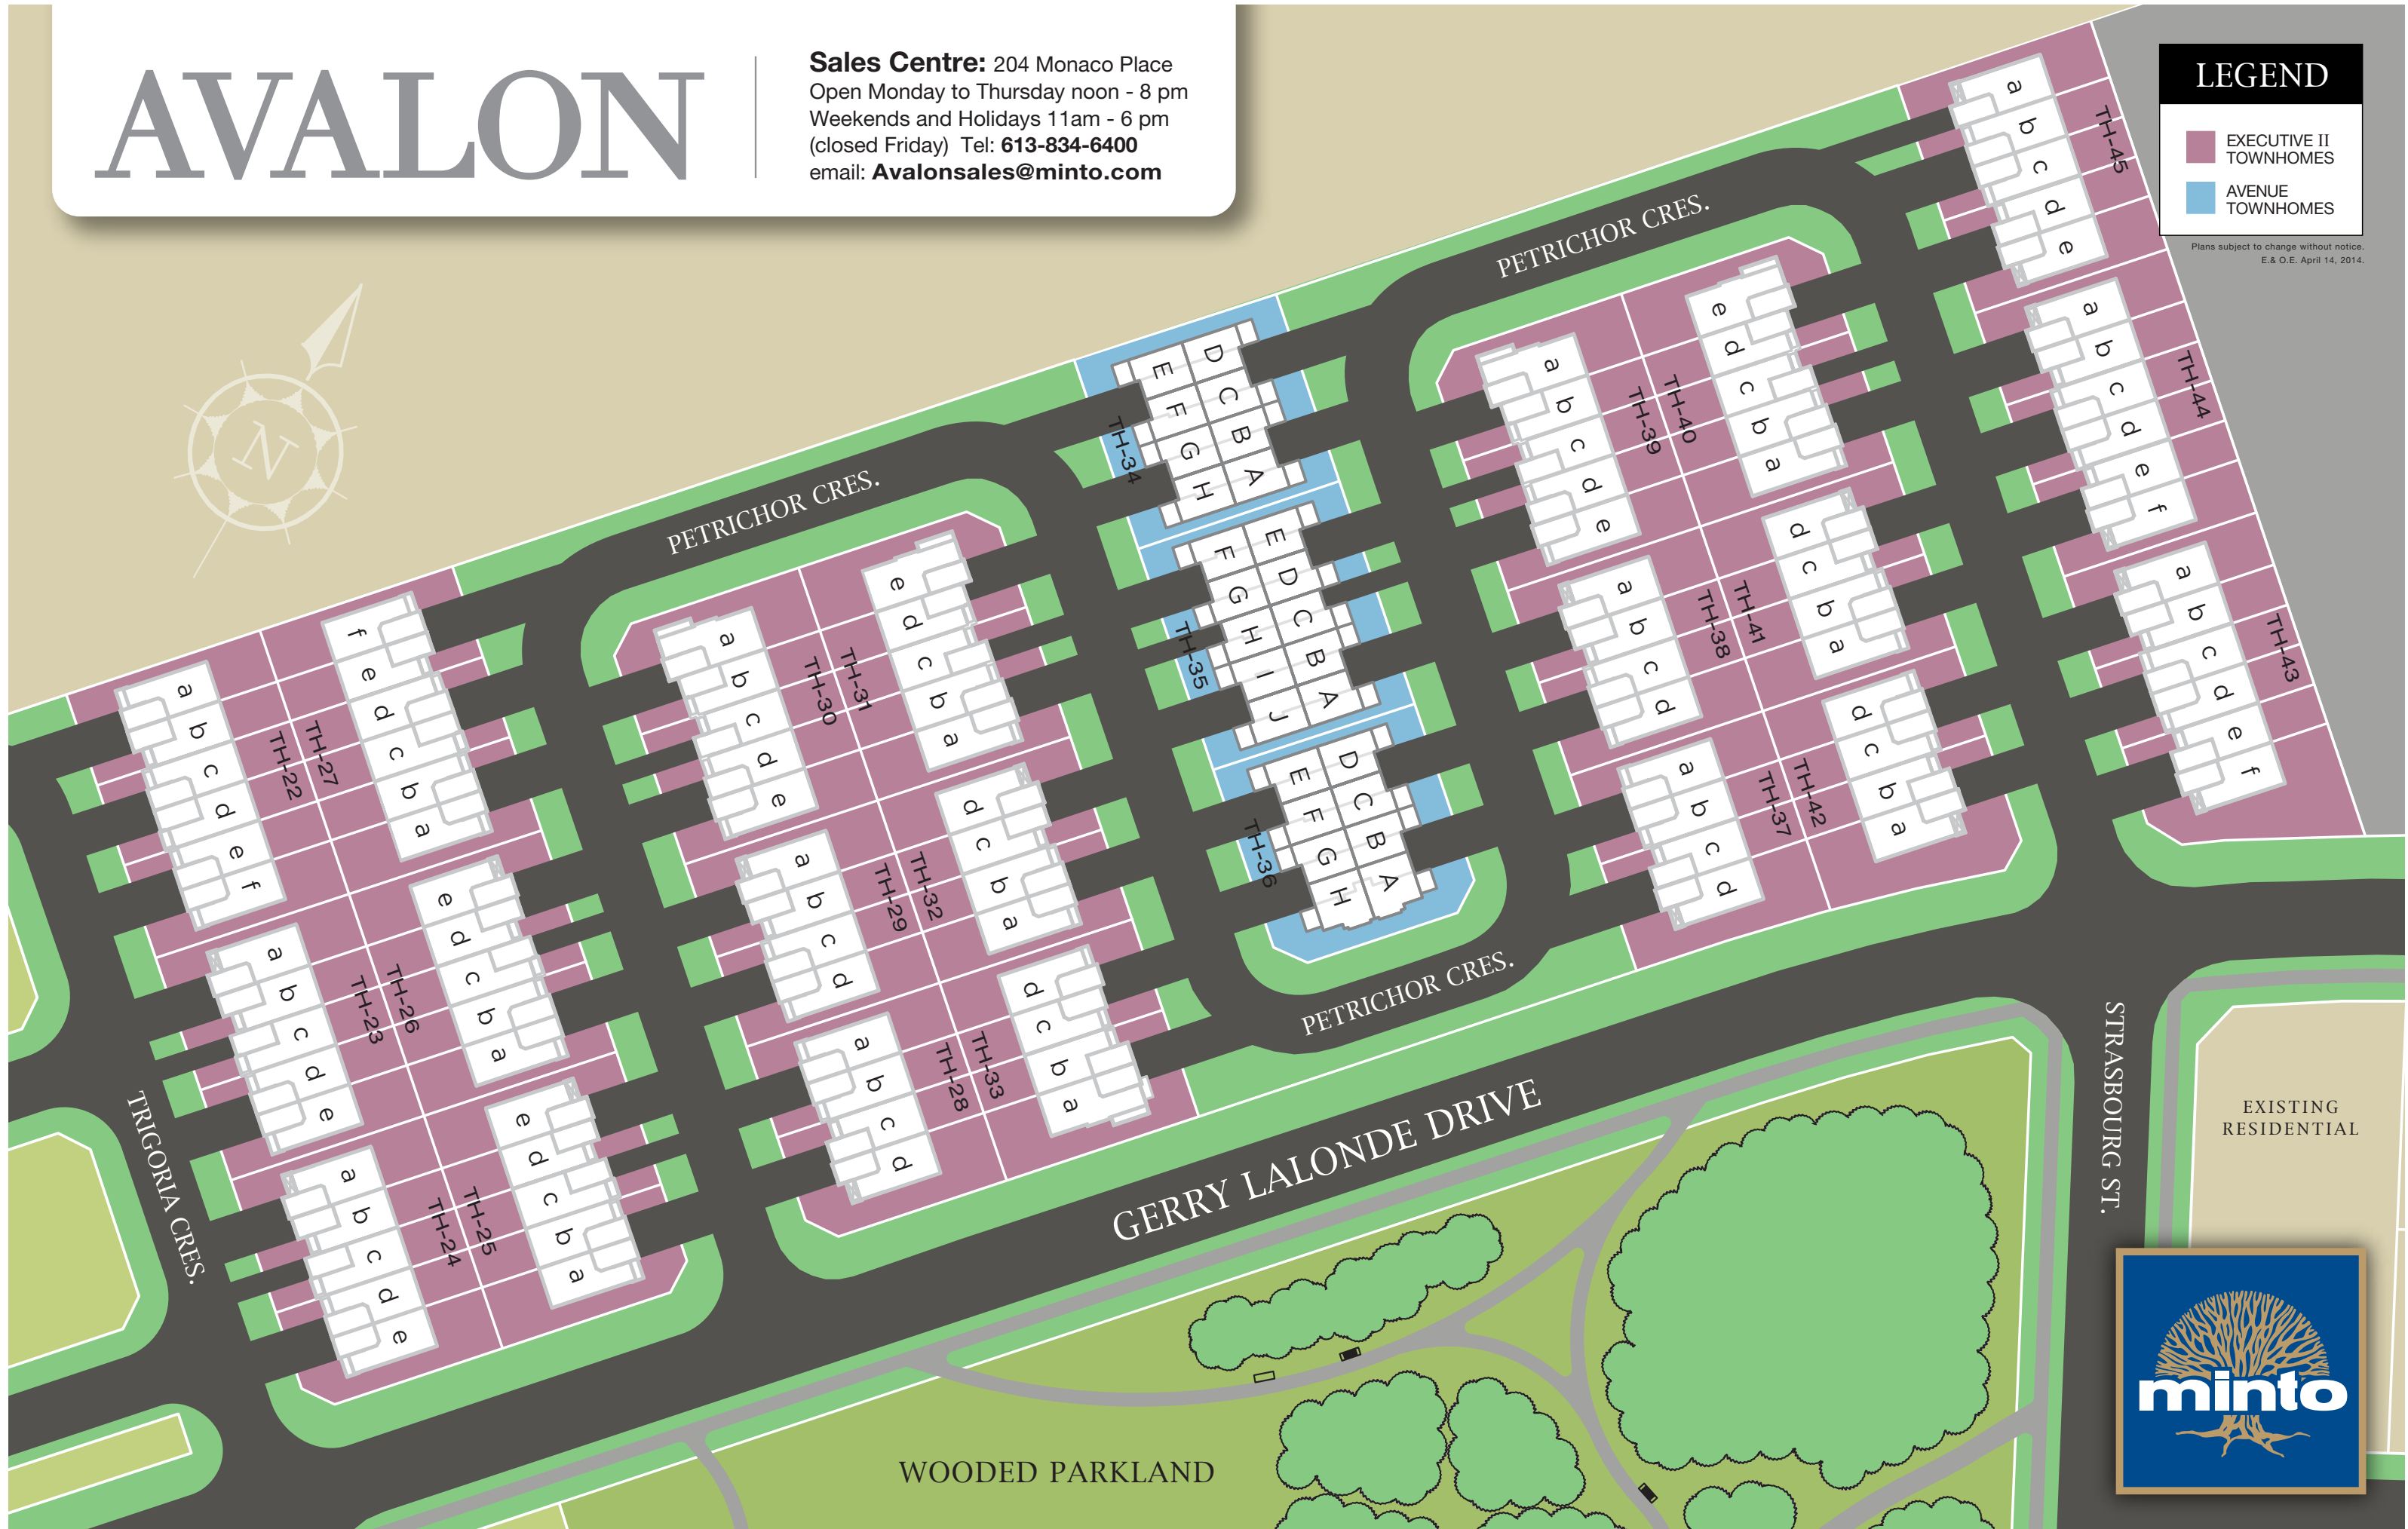 AVALON
Sales Centre: 204 Monaco Place
Open Monday to Thursday noon - 8 pm
Weekends and Holidays 11am - 6 pm
(closed Friday) Tel: 613-834-6400
email: Avalonsales@minto.com
LEGEND
EXECUTIVE II
TOWNHOMES
AVENUE
TOWNHOMES
Plans subject to change without notice.
E.& O.E. April 14, 2014.
N
PETRICHOR CRES.
PETRICHOR CRES.
PETRICHOR CRES.
TRIGORIA CRES.
GERRY LALONDE DRIVE
STRASBOURG ST.
WOODED PARKLAND
EXISTING
RESIDENTIAL
minto
TH-22
a b c d e f
TH-27
f e d c b a
TH-23
a b c d e
TH-26
e d c b a
TH-24
a b c d e
TH-25
e d c b a
TH-30
a b c d e
TH-31
e d c b a
TH-29
a b c d
TH-32
d c b a
TH-28
a b c d
TH-33
d c b a
TH-34
E F G H
D C B A
TH-35
F G H I J
E D C B A
TH-36
E F G H
D C B A
TH-39
a b c d e
TH-40
e d c b a
TH-38
a b c d
TH-41
d c b a
TH-37
a b c d
TH-42
d c b a
TH-45
a b c d e
TH-44
a b c d e f
TH-43
a b c d e f